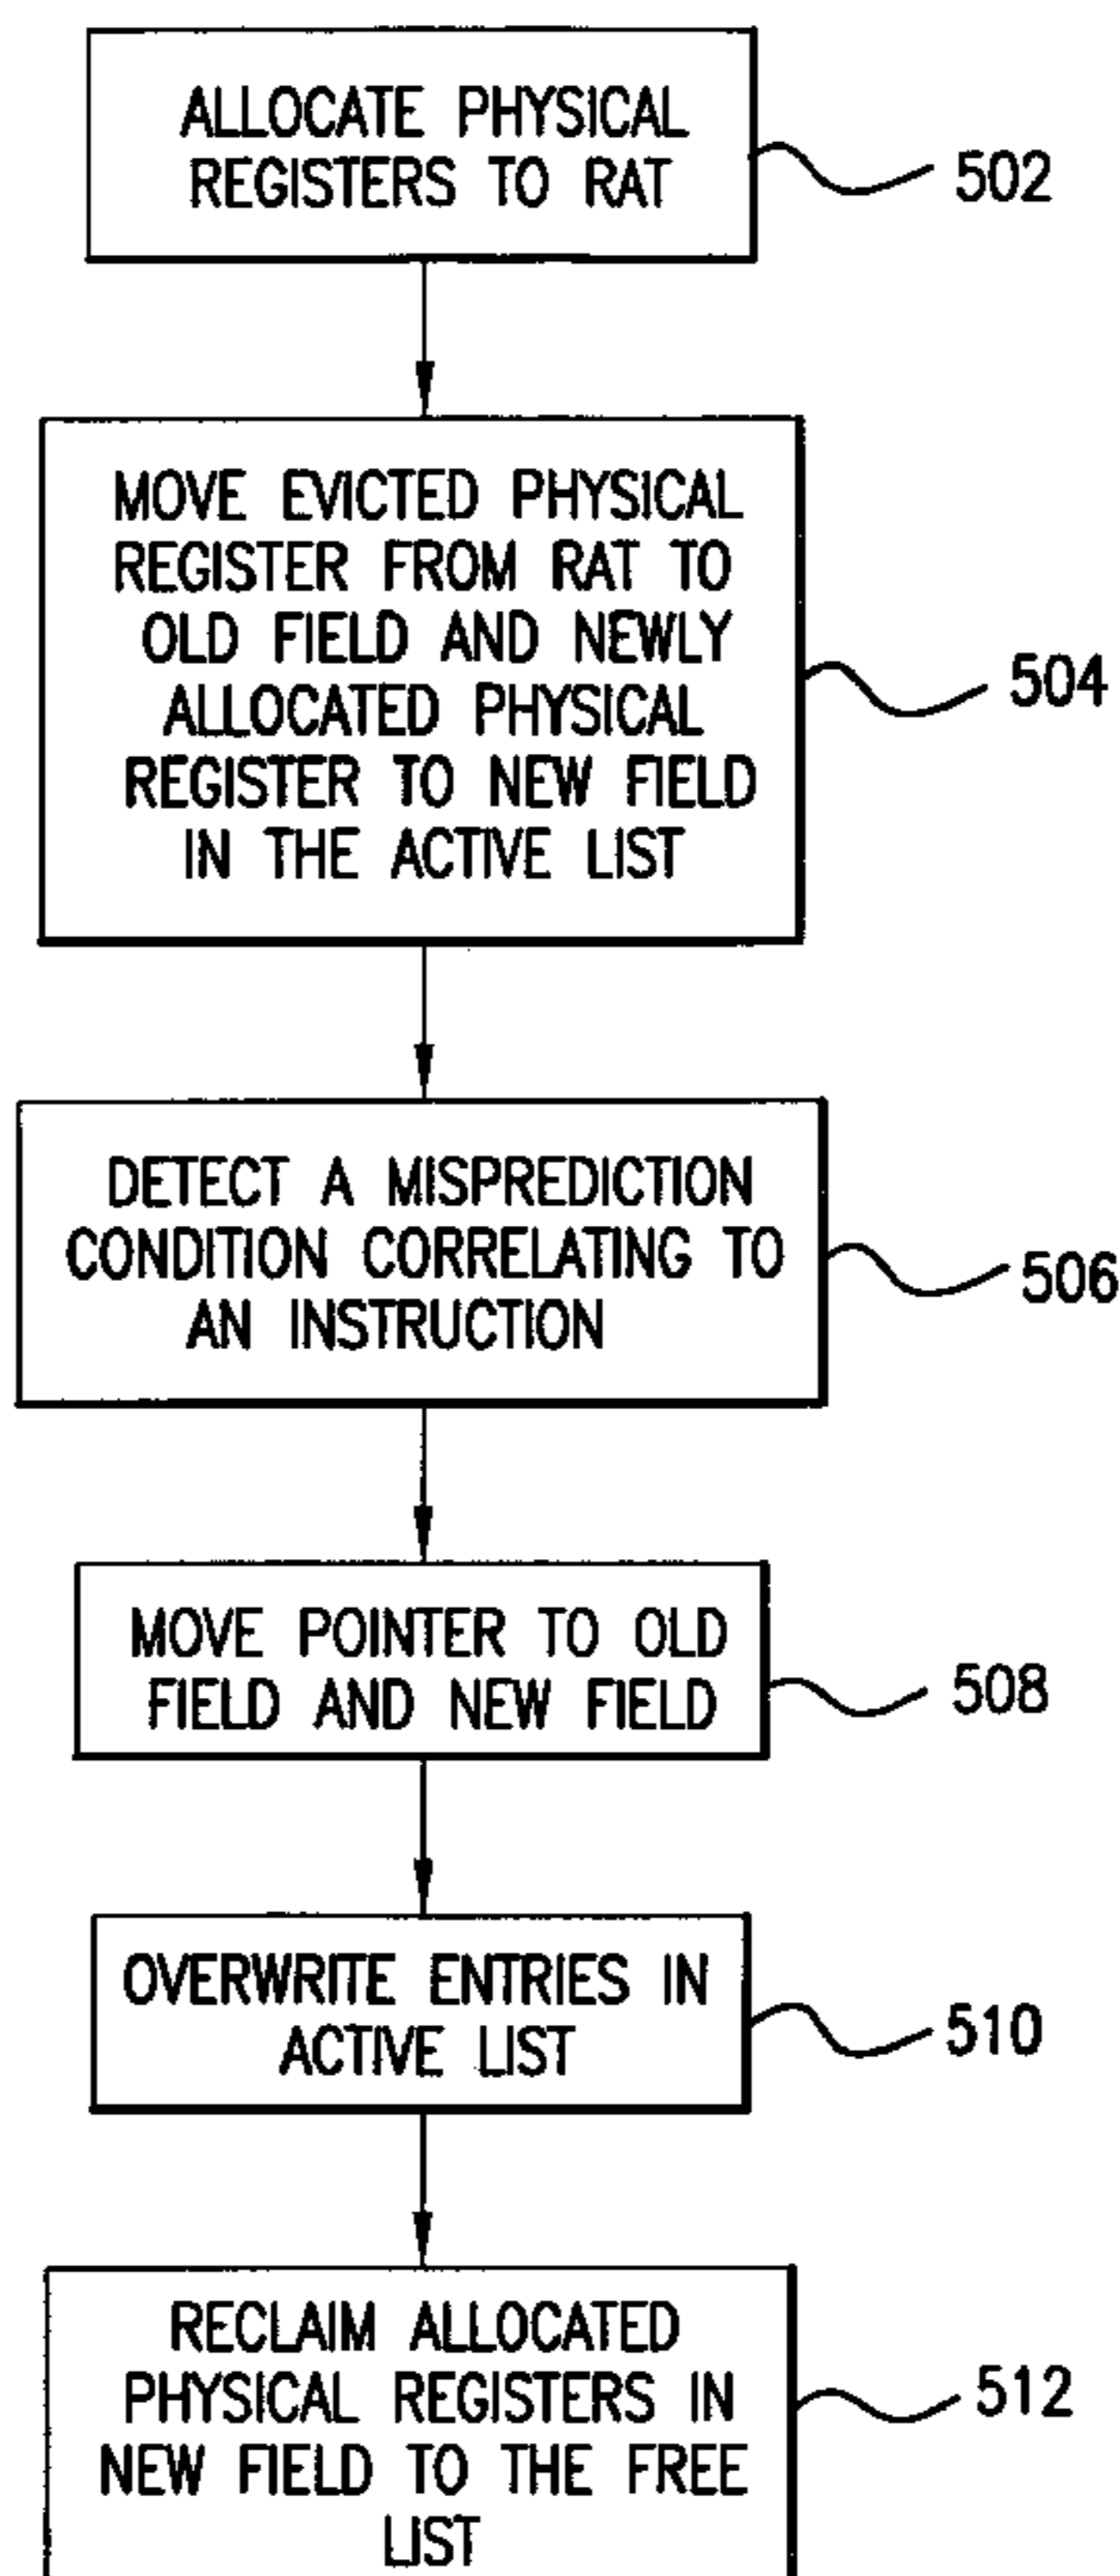 ALLOCATE PHYSICAL
REGISTERS TO RAT
502
MOVE EVICTED PHYSICAL
REGISTER FROM RAT TO
OLD FIELD AND NEWLY
ALLOCATED PHYSICAL
REGISTER TO NEW FIELD
IN THE ACTIVE LIST
504
DETECT A MISPREDICTION
CONDITION CORRELATING TO
AN INSTRUCTION
506
MOVE POINTER TO OLD
FIELD AND NEW FIELD
508
OVERWRITE ENTRIES IN
ACTIVE LIST
510
RECLAIM ALLOCATED
PHYSICAL REGISTERS IN
NEW FIELD TO THE FREE
LIST
512